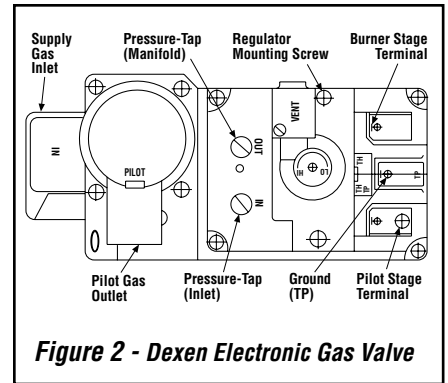 Supply
Gas
Inlet
Pressure-Tap
(Manifold)
Regulator
Mounting Screw
Burner Stage
Terminal
IN
PILOT
OUT
IN
VENT
HI
LO
TH
TH
TP
TP
Pilot Gas
Outlet
Pressure-Tap
(Inlet)
Ground
(TP)
Pilot Stage
Terminal
Figure 2 - Dexen Electronic Gas Valve